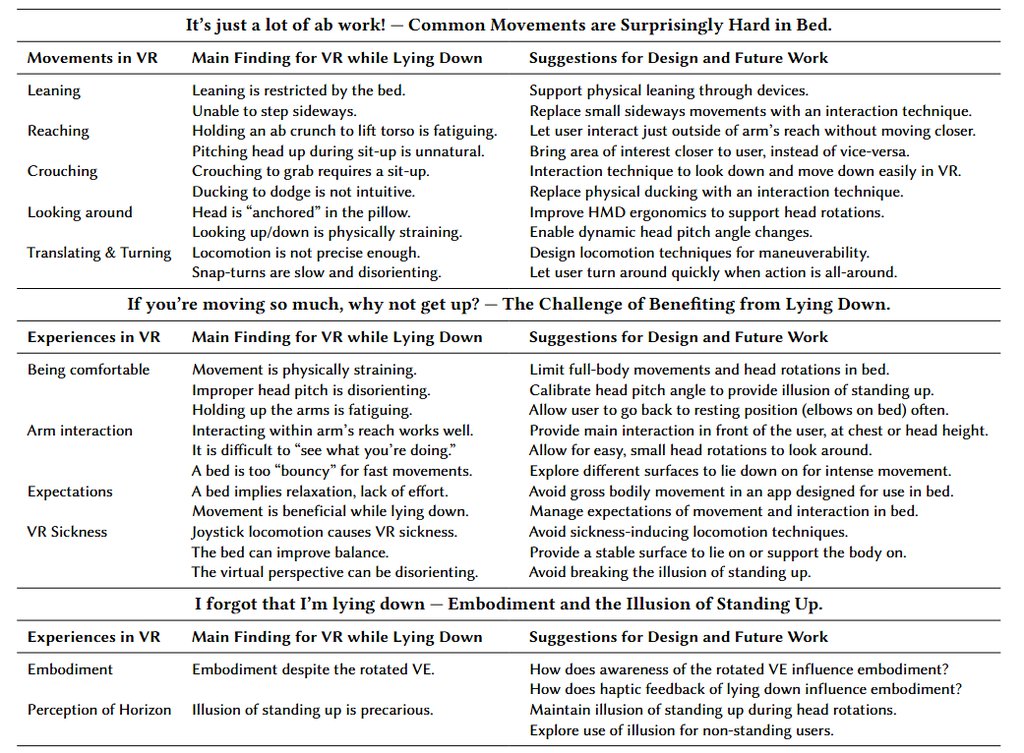 It's just a lot of ab work! — Common Movements are Surprisingly Hard in Bed.
Movements in VR Main Finding for VR while Lying Down Suggestions for Design and Future Work
Leaning Leaning is restricted by the bed. Support physical leaning through devices.
Unable to step sideways. Replace small sideways movements with an interaction technique.
Reaching Holding an ab crunch to lift torso is fatiguing. Let user interact just outside of arm's reach without moving closer.
Pitching head up during sit-up is unnatural. Bring area of interest closer to user, instead of vice-versa.
Crouching Crouching to grab requires a sit-up. Interaction technique to look down and move down easily in VR.
Ducking to dodge is not intuitive. Replace physical ducking with an interaction technique.
Looking around Head is "anchored" in the pillow. Improve HMD ergonomics to support head rotations.
Looking up/down is physically straining. Enable dynamic head pitch angle changes.
Translating & Turning Locomotion is not precise enough. Design locomotion techniques for maneuverability.
Snap-turns are slow and disorienting. Let user turn around quickly when action is all-around.
If you're moving so much, why not get up? — The Challenge of Benefiting from Lying Down.
Experiences in VR Main Finding for VR while Lying Down Suggestions for Design and Future Work
Being comfortable Movement is physically straining. Limit full-body movements and head rotations in bed.
Improper head pitch is disorienting. Calibrate head pitch angle to provide illusion of standing up.
Holding up the arms is fatiguing. Allow user to go back to resting position (elbows on bed) often.
Arm interaction Interacting within arm's reach works well. Provide main interaction in front of the user, at chest or head height.
It is difficult to "see what you're doing." Allow for easy, small head rotations to look around.
A bed is too "bouncy" for fast movements. Explore different surfaces to lie down on for intense movement.
Expectations A bed implies relaxation, lack of effort. Avoid gross bodily movement in an app designed for use in bed.
Movement is beneficial while lying down. Manage expectations of movement and interaction in bed.
VR Sickness Joystick locomotion causes VR sickness. Avoid sickness-inducing locomotion techniques.
The bed can improve balance. Provide a stable surface to lie on or support the body on.
The virtual perspective can be disorienting. Avoid breaking the illusion of standing up.
I forgot that I'm lying down — Embodiment and the Illusion of Standing Up.
Experiences in VR Main Finding for VR while Lying Down Suggestions for Design and Future Work
Embodiment Embodiment despite the rotated VE. How does awareness of the rotated VE influence embodiment?
How does haptic feedback of lying down influence embodiment?
Perception of Horizon Illusion of standing up is precarious. Maintain illusion of standing up during head rotations.
Explore use of illusion for non-standing users.